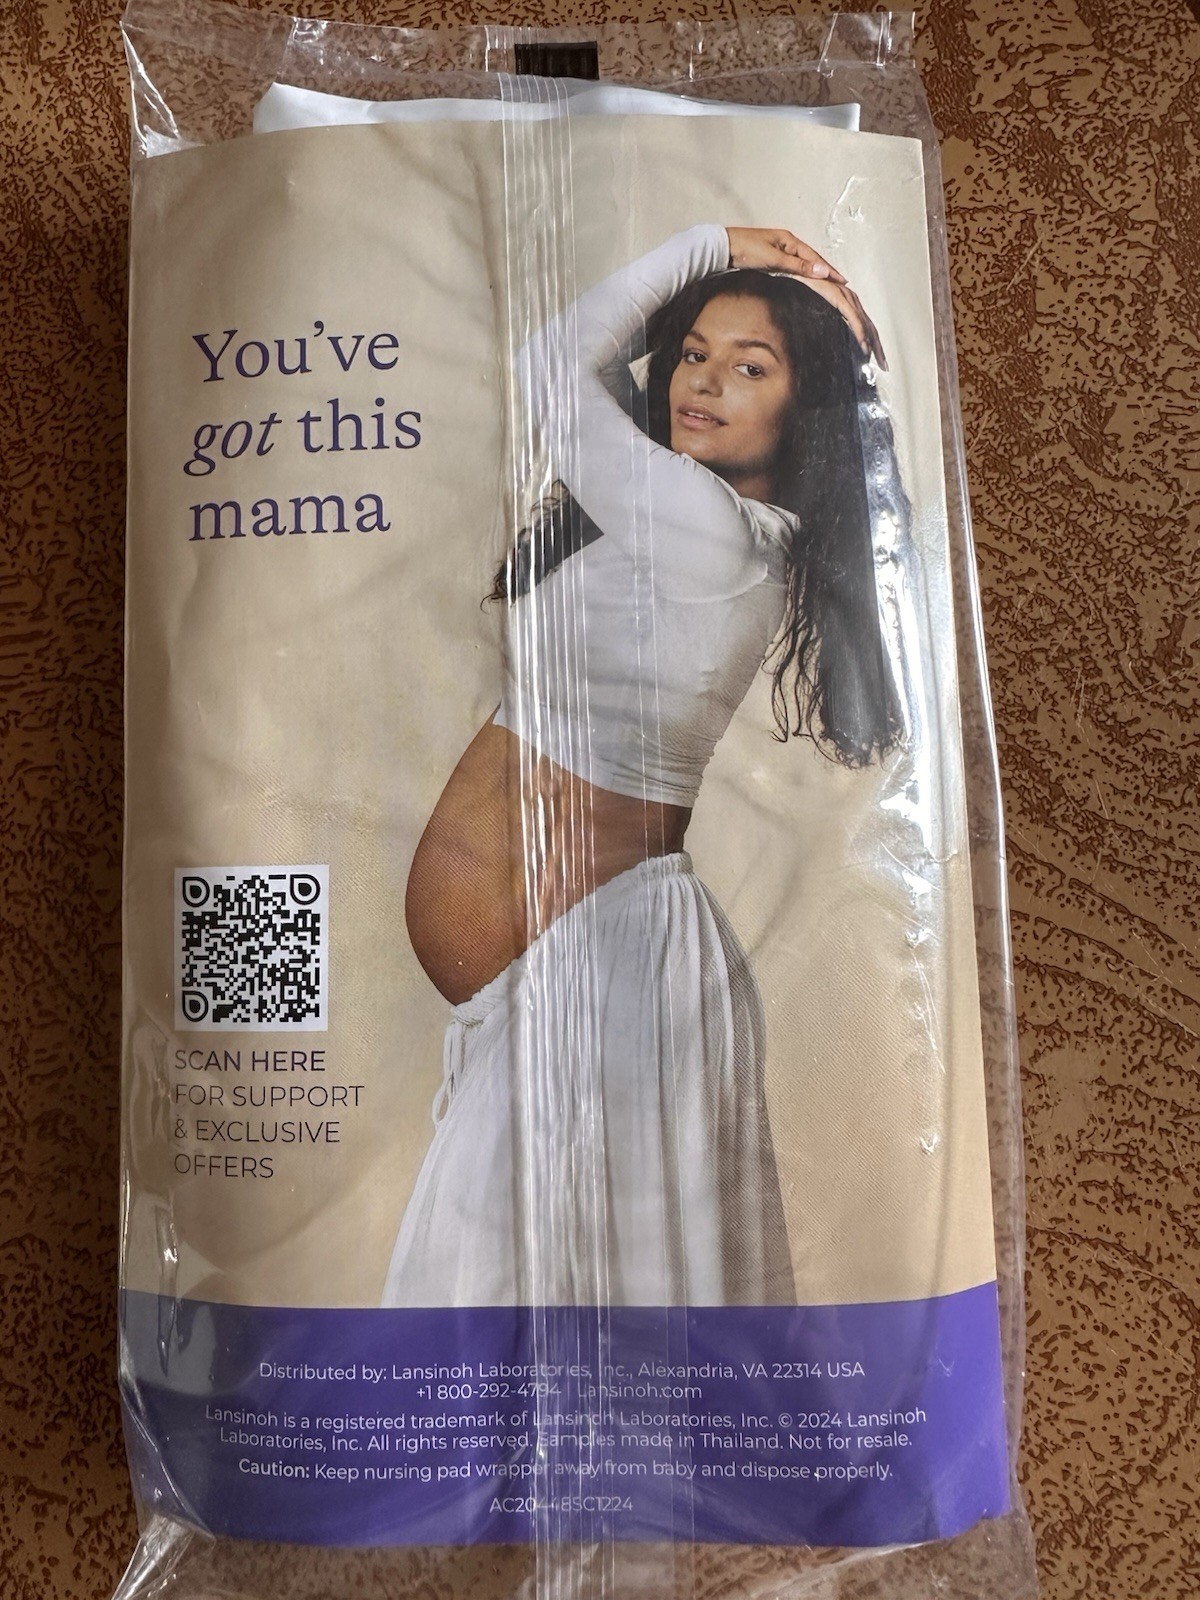 You've
got this
mama
SCAN HERE
FOR SUPPORT
& EXCLUSIVE
OFFERS
Distributed by: Lansinoh Laboratories, Inc., Alexandria, VA 22314 USA
+1 800-292-4794 Lansinoh.com
Lansinoh is a registered trademark of Lansinoh Laboratories, Inc. © 2024 Lansinoh
Laboratories, Inc. All rights reserved. Samples made in Thailand. Not for resale.
Caution: Keep nursing pad wrapper away from baby and dispose properly.